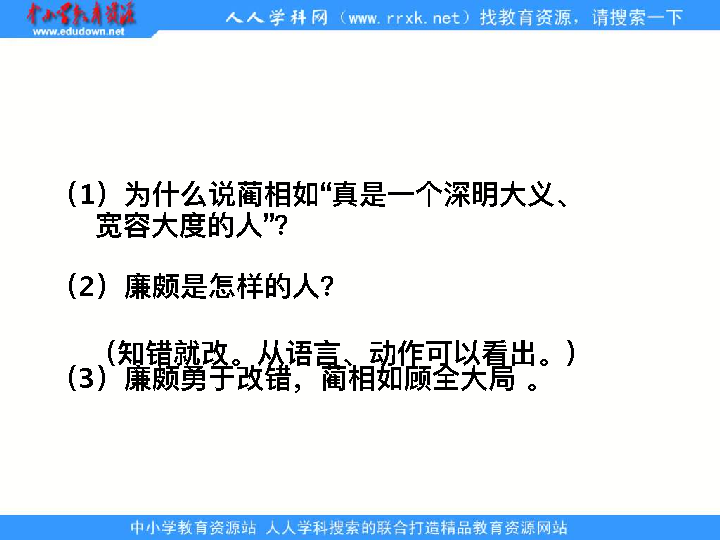 中小学教育资源
www.edudown.net
人人学科网（www.rrxk.net）找教育资源，请搜索一下
（1）为什么说蔺相如“真是一个深明大义、
宽容大度的人”？
（2）廉颇是怎样的人？
（知错就改。从语言、动作可以看出。）
（3）廉颇勇于改错，蔺相如顾全大局 。
中小学教育资源站 人人学科搜索的联合打造精品教育资源网站